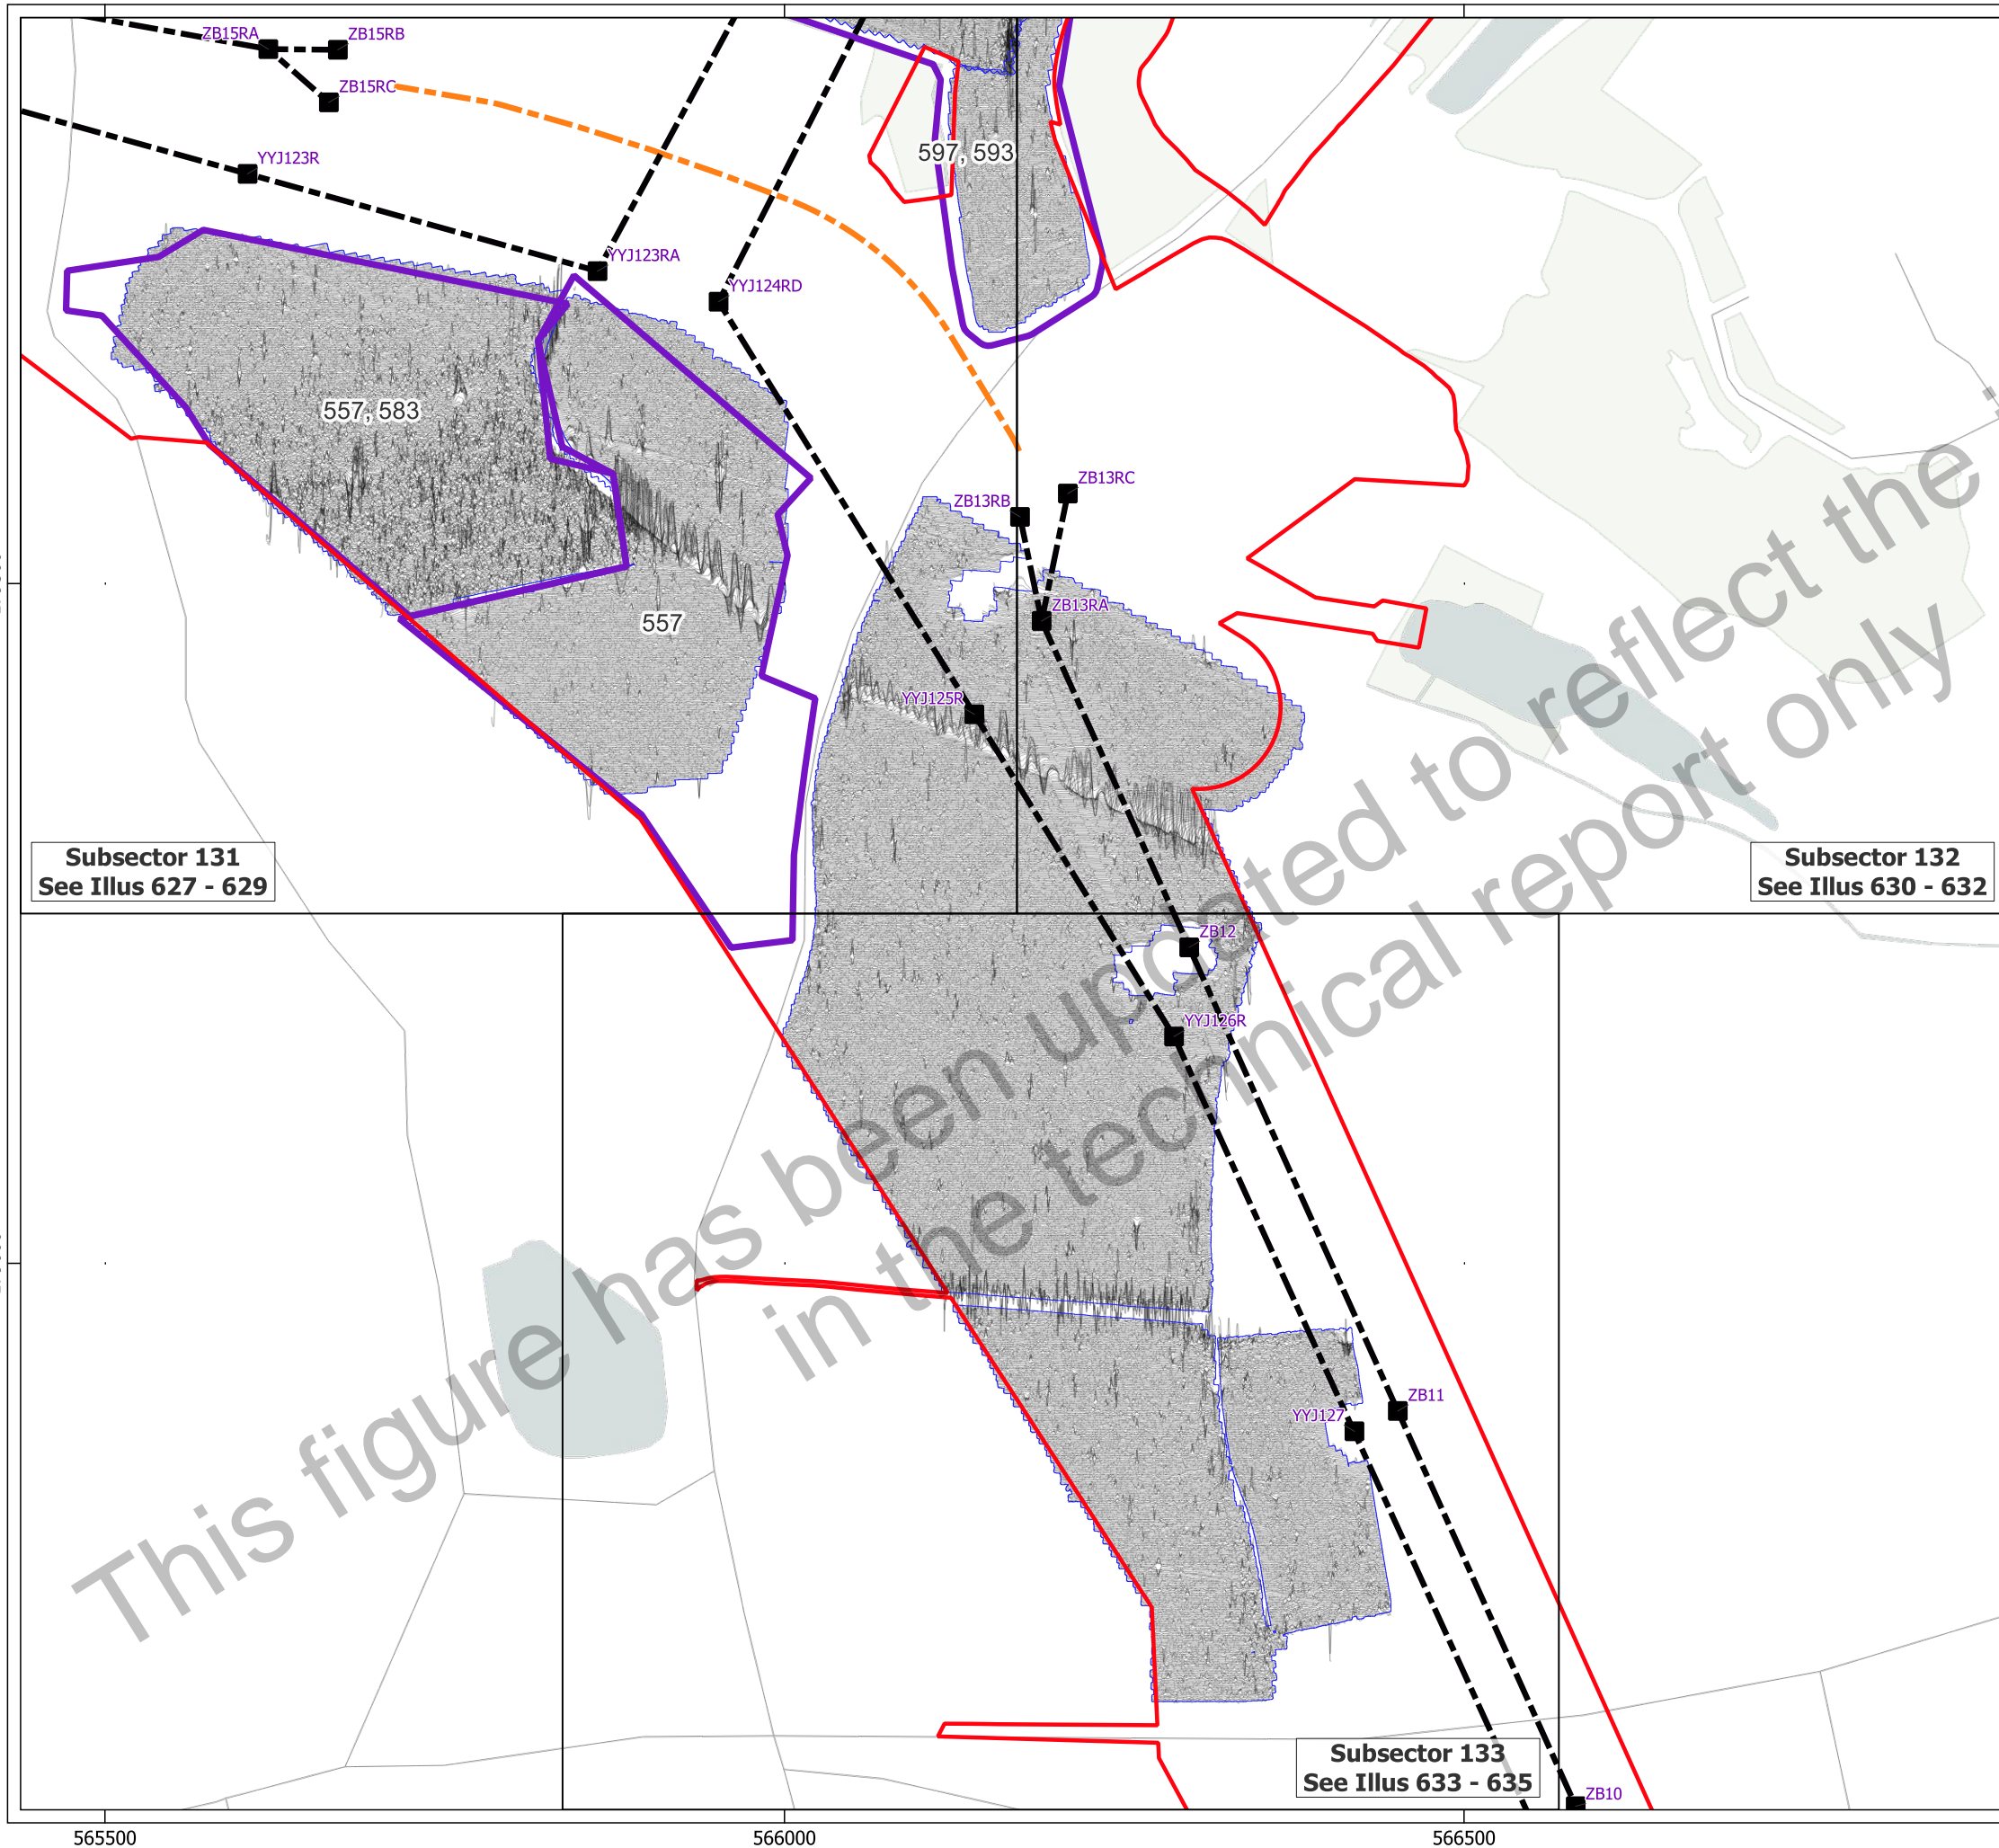 ZB15RA
ZB15RB
ZB15RC
YYJ123R
597, 593
YYJ123RA
YYJ124RD
557, 583
ZB13RC
ZB13RB
ZB13RA
557
YYJ125R
Subsector 131
See Illus 627 - 629
Subsector 132
See Illus 630 - 632
ZB12
YYJ126R
This figure has been updated to reflect the
in the technical report only
ZB11
YYJ127
Subsector 133
See Illus 633 - 635
ZB10
565500
566000
566500